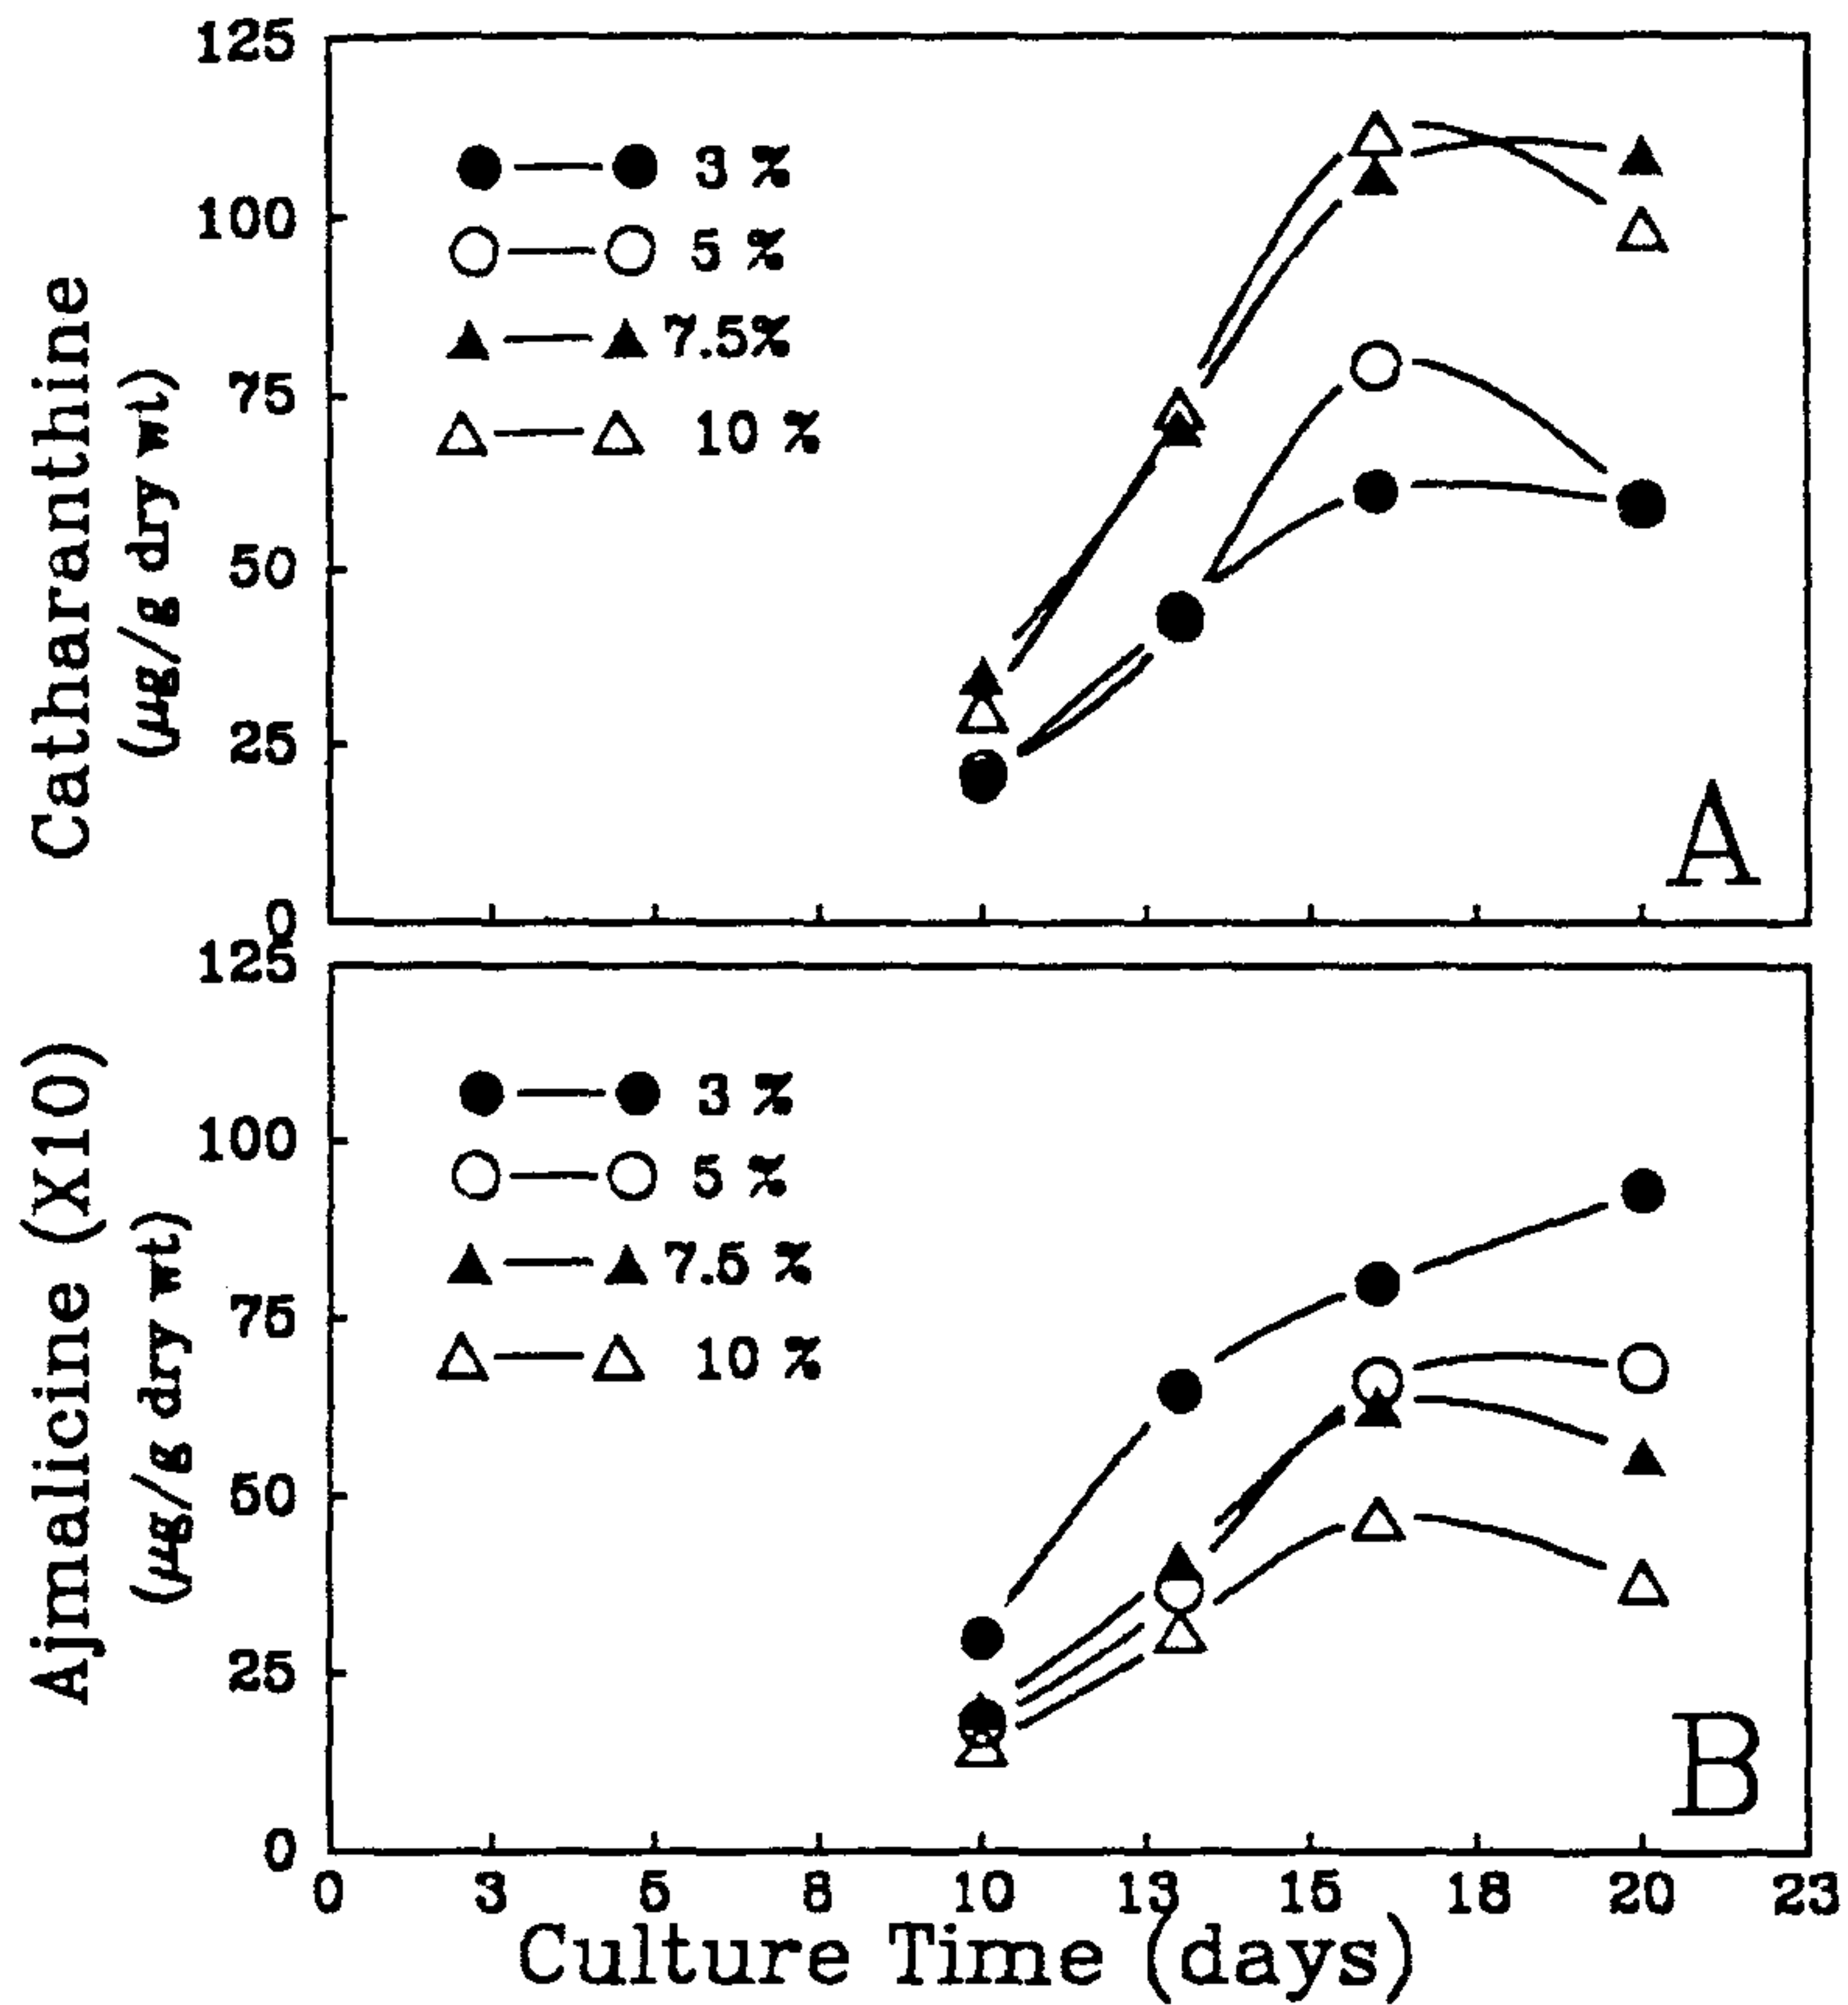 Catharanthine
(µg/g dry wt)
125
100
75
50
25
0
3 %
5 %
7.5%
10 %
A
Ajmalicine (X10)
(µg/g dry wt)
125
100
75
50
25
0
3 %
5 %
7.5 %
10 %
B
0 3 5 8 10 13 15 18 20 23
Culture Time (days)